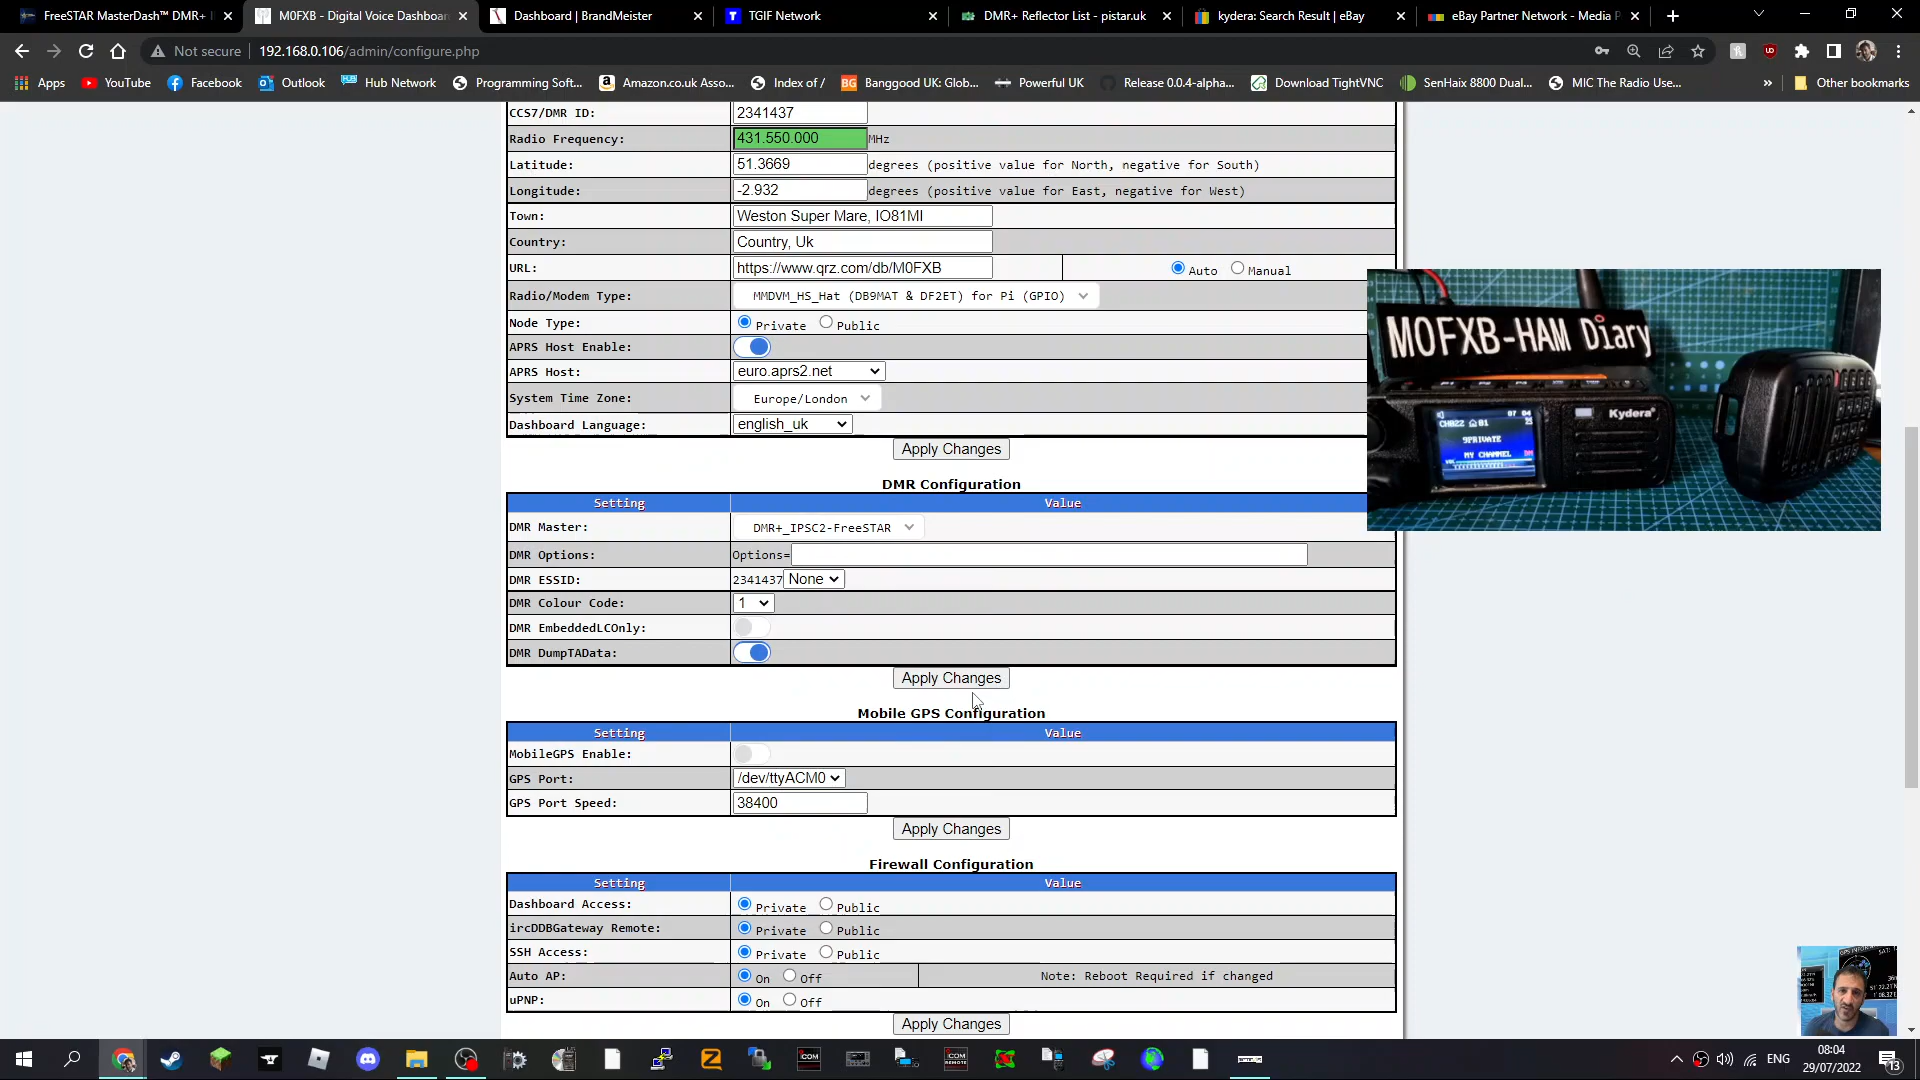 FreeSTAR MasterDash™ DMR+ I
M0FXB - Digital Voice Dashboar
Dashboard | BrandMeister
TGIF Network
DMR+ Reflector List - pistar.uk
kydera: Search Result | eBay
eBay Partner Network - Media P
Not secure
192.168.0.106/admin/configure.php
Apps
YouTube
Facebook
Outlook
Hub Network
Programming Soft...
Amazon.co.uk Asso...
Index of /
Banggood UK: Glob...
Powerful UK
Release 0.0.4-alpha...
Download TightVNC
SenHaix 8800 Dual...
MIC The Radio Use...
»
Other bookmarks
CCS7/DMR ID: 2341437
Radio Frequency: 431.550.000 MHz
Latitude: 51.3669 degrees (positive value for North, negative for South)
Longitude: -2.932 degrees (positive value for East, negative for West)
Town: Weston Super Mare, IO81MI
Country: Country, Uk
URL: https://www.qrz.com/db/M0FXB Auto Manual
Radio/Modem Type: MMDVM_HS_Hat (DB9MAT & DF2ET) for Pi (GPIO)
Node Type: Private Public
APRS Host Enable:
APRS Host: euro.aprs2.net
System Time Zone: Europe/London
Dashboard Language: english_uk
Apply Changes
M0FXB-HAM Diary
Kydera
07 04
CH022 01
9PRIVATE
MY CHANNEL
DMR Configuration
Setting Value
DMR Master: DMR+_IPSC2-FreeSTAR
DMR Options: Options=
DMR ESSID: 2341437 None
DMR Colour Code: 1
DMR EmbeddedLCOnly:
DMR DumpTAData:
Apply Changes
Mobile GPS Configuration
Setting Value
MobileGPS Enable:
GPS Port: /dev/ttyACM0
GPS Port Speed: 38400
Apply Changes
Firewall Configuration
Setting Value
Dashboard Access: Private Public
ircDDBGateway Remote: Private Public
SSH Access: Private Public
Auto AP: On Off Note: Reboot Required if changed
uPNP: On Off
Apply Changes
ENG
08:04
29/07/2022
13